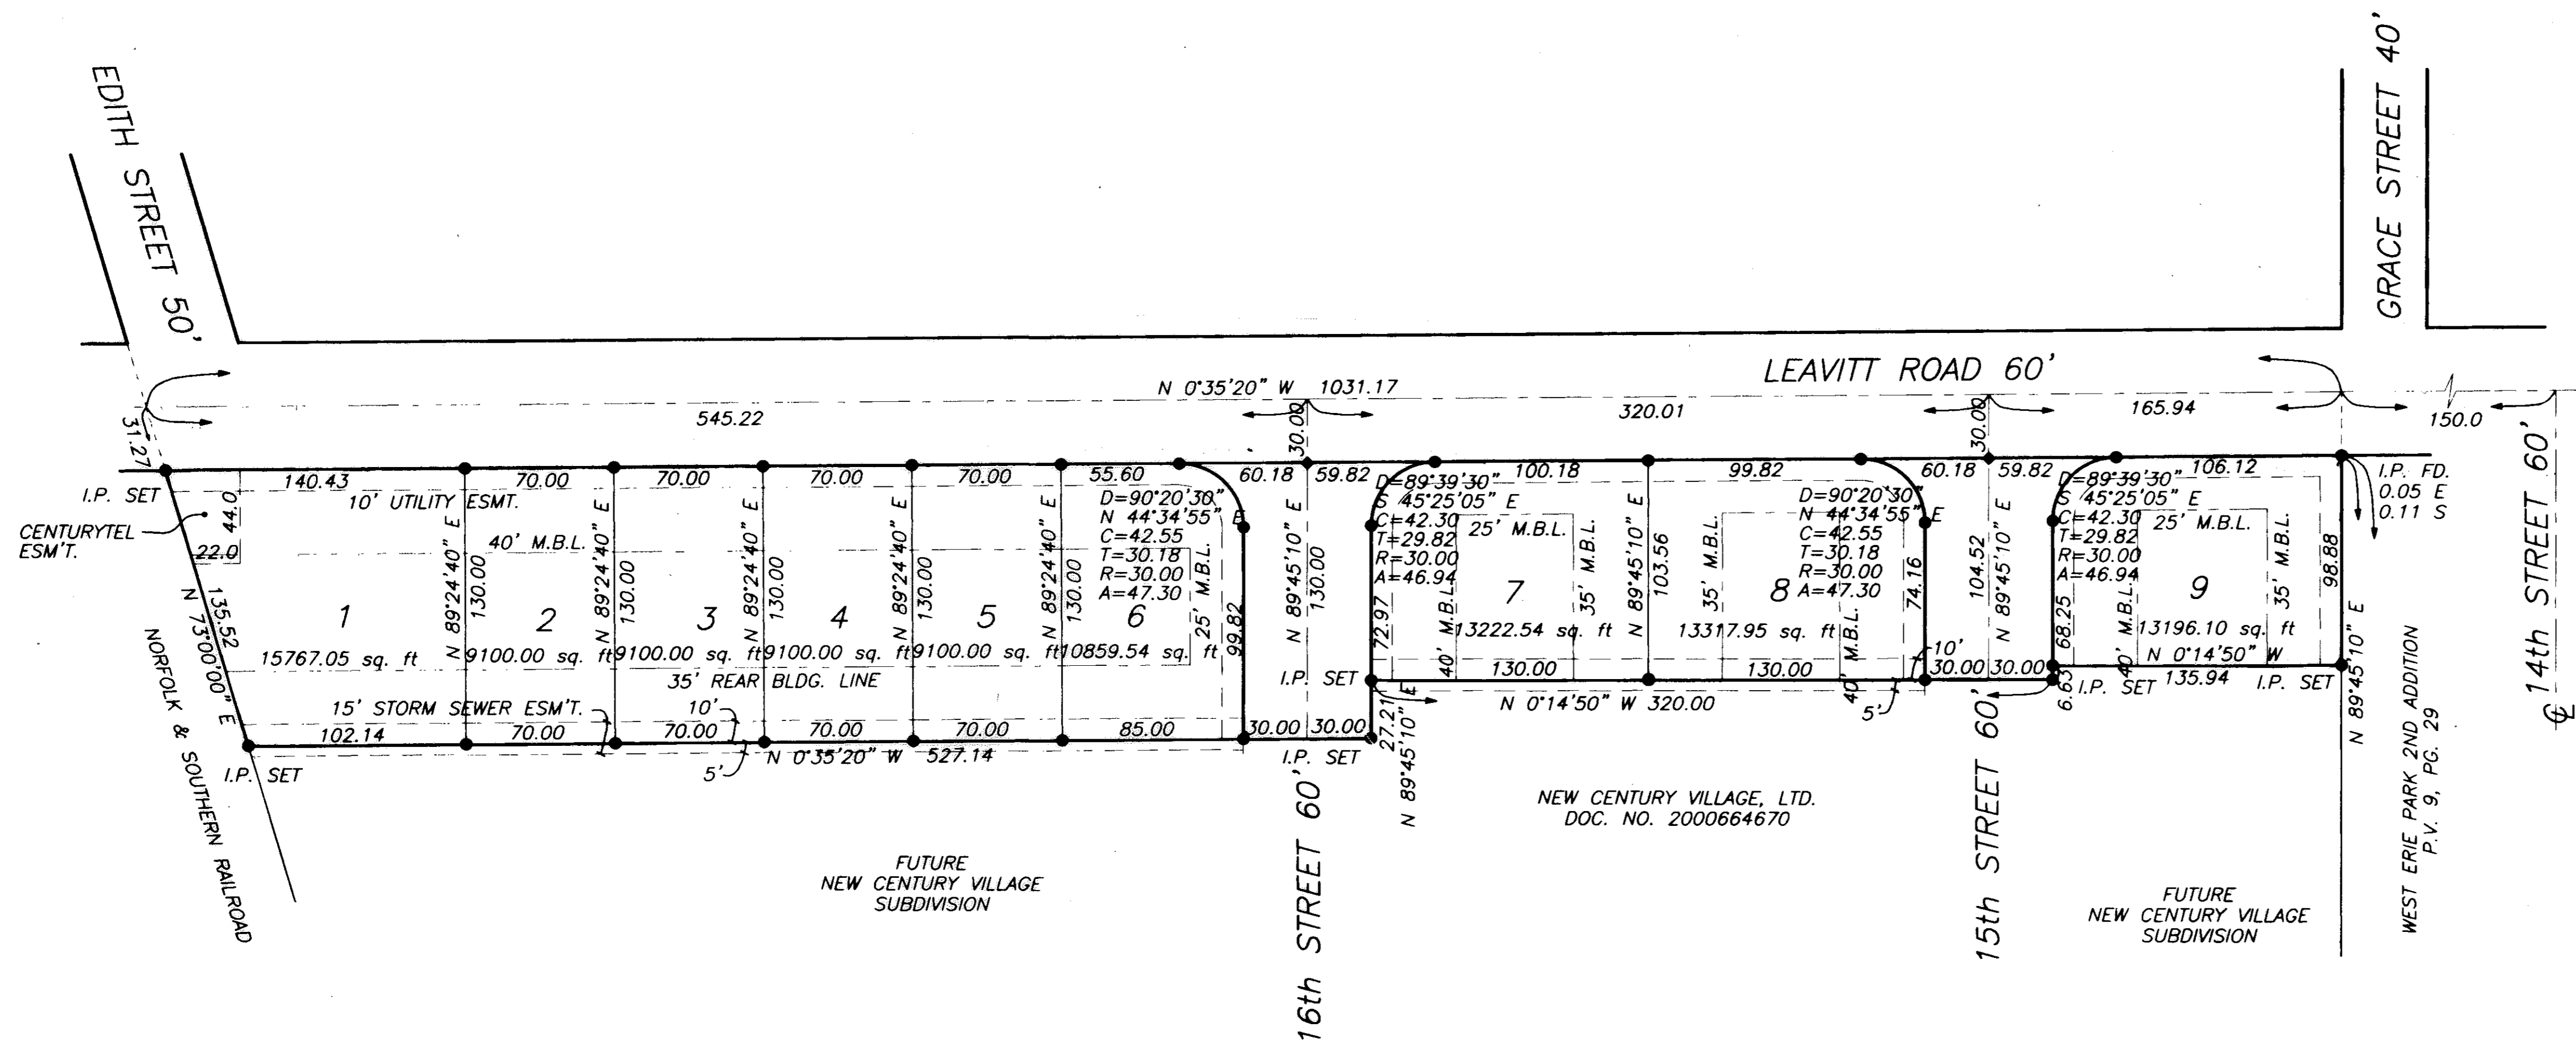 EDITH STREET 50'
GRACE STREET 40'
LEAVITT ROAD 60'
N 0°35'20" W 1031.17
545.22
320.01
165.94
150.0
31.27
30.00
30.00
14th STREET 60'
140.43
70.00
70.00
70.00
70.00
55.60
60.18
59.82
100.18
99.82
60.18
59.82
106.12
I.P. SET
I.P. FD.
0.05 E
0.11 S
CENTURYTEL
ESM'T.
44.0
22.0
10' UTILITY ESMT.
40' M.B.L.
N 89°24'40" E
130.00
N 89°24'40" E
130.00
N 89°24'40" E
130.00
N 89°24'40" E
130.00
N 89°24'40" E
130.00
D=90°20'30"
N 44°34'55" E
C=42.55
T=30.18
R=30.00
A=47.30
25' M.B.L.
99.82
N 89°45'10" E
130.00
D=89°39'30"
S 45°25'05" E
C=42.30
T=29.82
R=30.00
A=46.94
72.97
40' M.B.L.
25' M.B.L.
35' M.B.L.
N 89°45'10" E
103.56
35' M.B.L.
D=90°20'30"
N 44°34'55" E
C=42.55
T=30.18
R=30.00
A=47.30
40' M.B.L.
74.16
104.52
N 89°45'10" E
D=89°39'30"
S 45°25'05" E
C=42.30
T=29.82
R=30.00
A=46.94
68.25
40' M.B.L.
25' M.B.L.
35' M.B.L.
98.88
N 89°45'10" E
135.52
N 73°00'00" E
NORFOLK & SOUTHERN RAILROAD
1
2
3
4
5
6
7
8
9
15767.05 sq. ft
9100.00 sq. ft
9100.00 sq. ft
9100.00 sq. ft
9100.00 sq. ft
10859.54 sq. ft
13222.54 sq. ft
13317.95 sq. ft
13196.10 sq. ft
35' REAR BLDG. LINE
15' STORM SEWER ESM'T.
10'
5'
102.14
70.00
70.00
70.00
70.00
85.00
30.00
30.00
N 0°35'20" W 527.14
I.P. SET
I.P. SET
I.P. SET
27.21
N 89°45'10" E
130.00
130.00
N 0°14'50" W 320.00
10'
5'
30.00
30.00
6.63
N 0°14'50" W
135.94
I.P. SET
I.P. SET
16th STREET 60'
15th STREET 60'
NEW CENTURY VILLAGE, LTD.
DOC. NO. 2000664670
FUTURE
NEW CENTURY VILLAGE
SUBDIVISION
FUTURE
NEW CENTURY VILLAGE
SUBDIVISION
WEST ERIE PARK 2ND ADDITION
P.V. 9, PG. 29